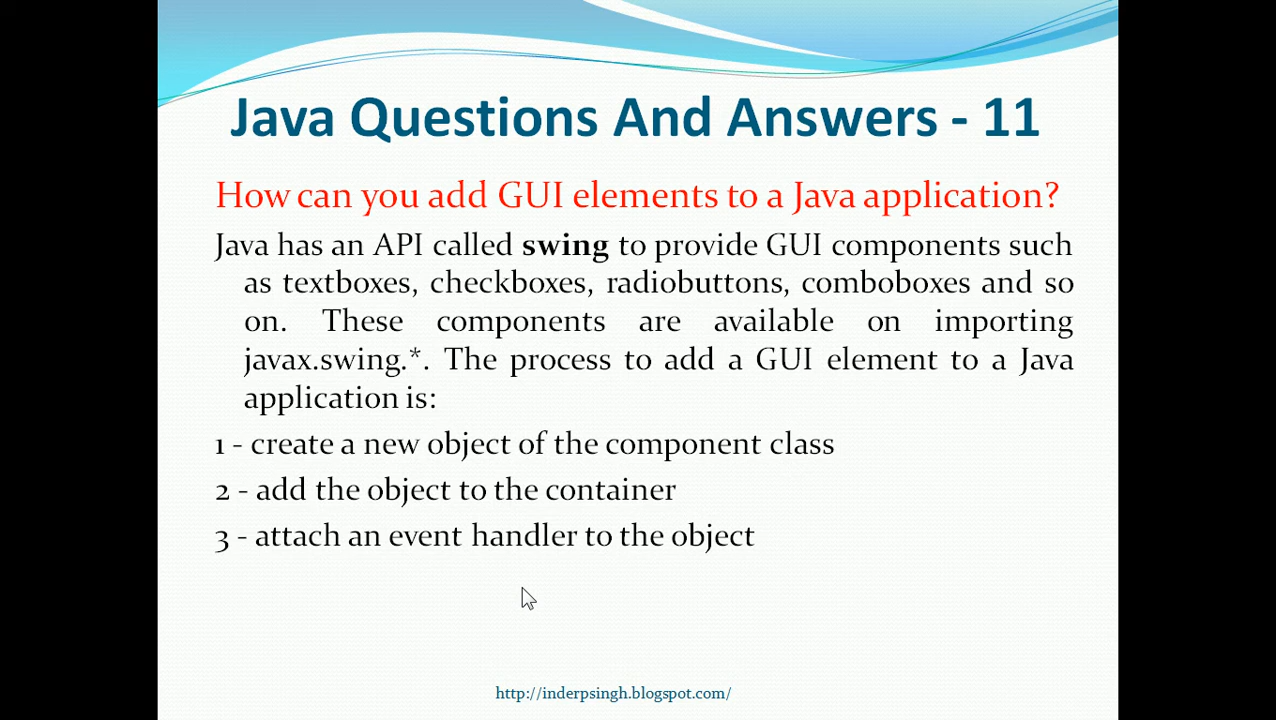 Java Questions And Answers - 11
How can you add GUI elements to a Java application?
Java has an API called swing to provide GUI components such
as textboxes, checkboxes, radiobuttons, comboboxes and so
on. These components are available on importing
javax.swing.*. The process to add a GUI element to a Java
application is:
1 - create a new object of the component class
2 - add the object to the container
3 - attach an event handler to the object
http://inderpsingh.blogspot.com/